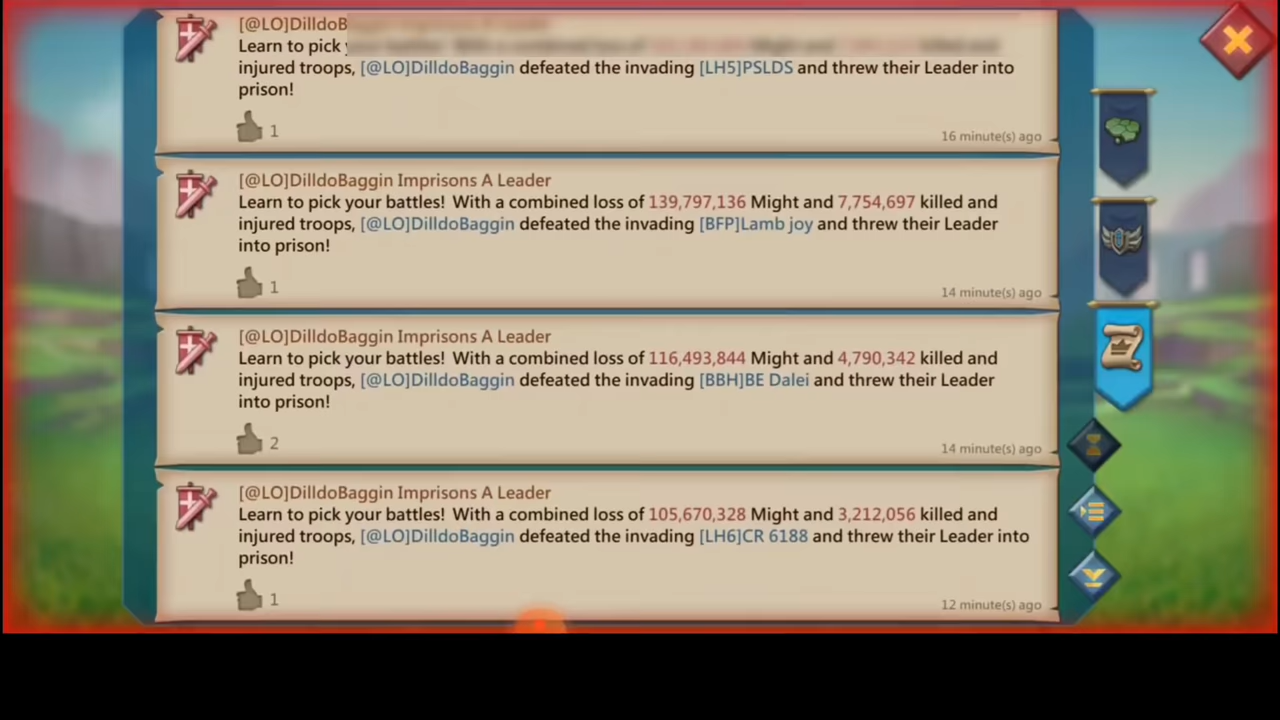 [@LO]DilldoB
Learn to pick
injured troops, [@LO]DilldoBaggin defeated the invading [LH5]PSLDS and threw their Leader into
prison!
1
16 minute(s) ago
[@LO]DilldoBaggin Imprisons A Leader
Learn to pick your battles! With a combined loss of 139,797,136 Might and 7,754,697 killed and
injured troops, [@LO]DilldoBaggin defeated the invading [BFP]Lamb joy and threw their Leader
into prison!
1
14 minute(s) ago
[@LO]DilldoBaggin Imprisons A Leader
Learn to pick your battles! With a combined loss of 116,493,844 Might and 4,790,342 killed and
injured troops, [@LO]DilldoBaggin defeated the invading [BBH]BE Dalei and threw their Leader
into prison!
2
14 minute(s) ago
[@LO]DilldoBaggin Imprisons A Leader
Learn to pick your battles! With a combined loss of 105,670,328 Might and 3,212,056 killed and
injured troops, [@LO]DilldoBaggin defeated the invading [LH6]CR 6188 and threw their Leader into
prison!
1
12 minute(s) ago